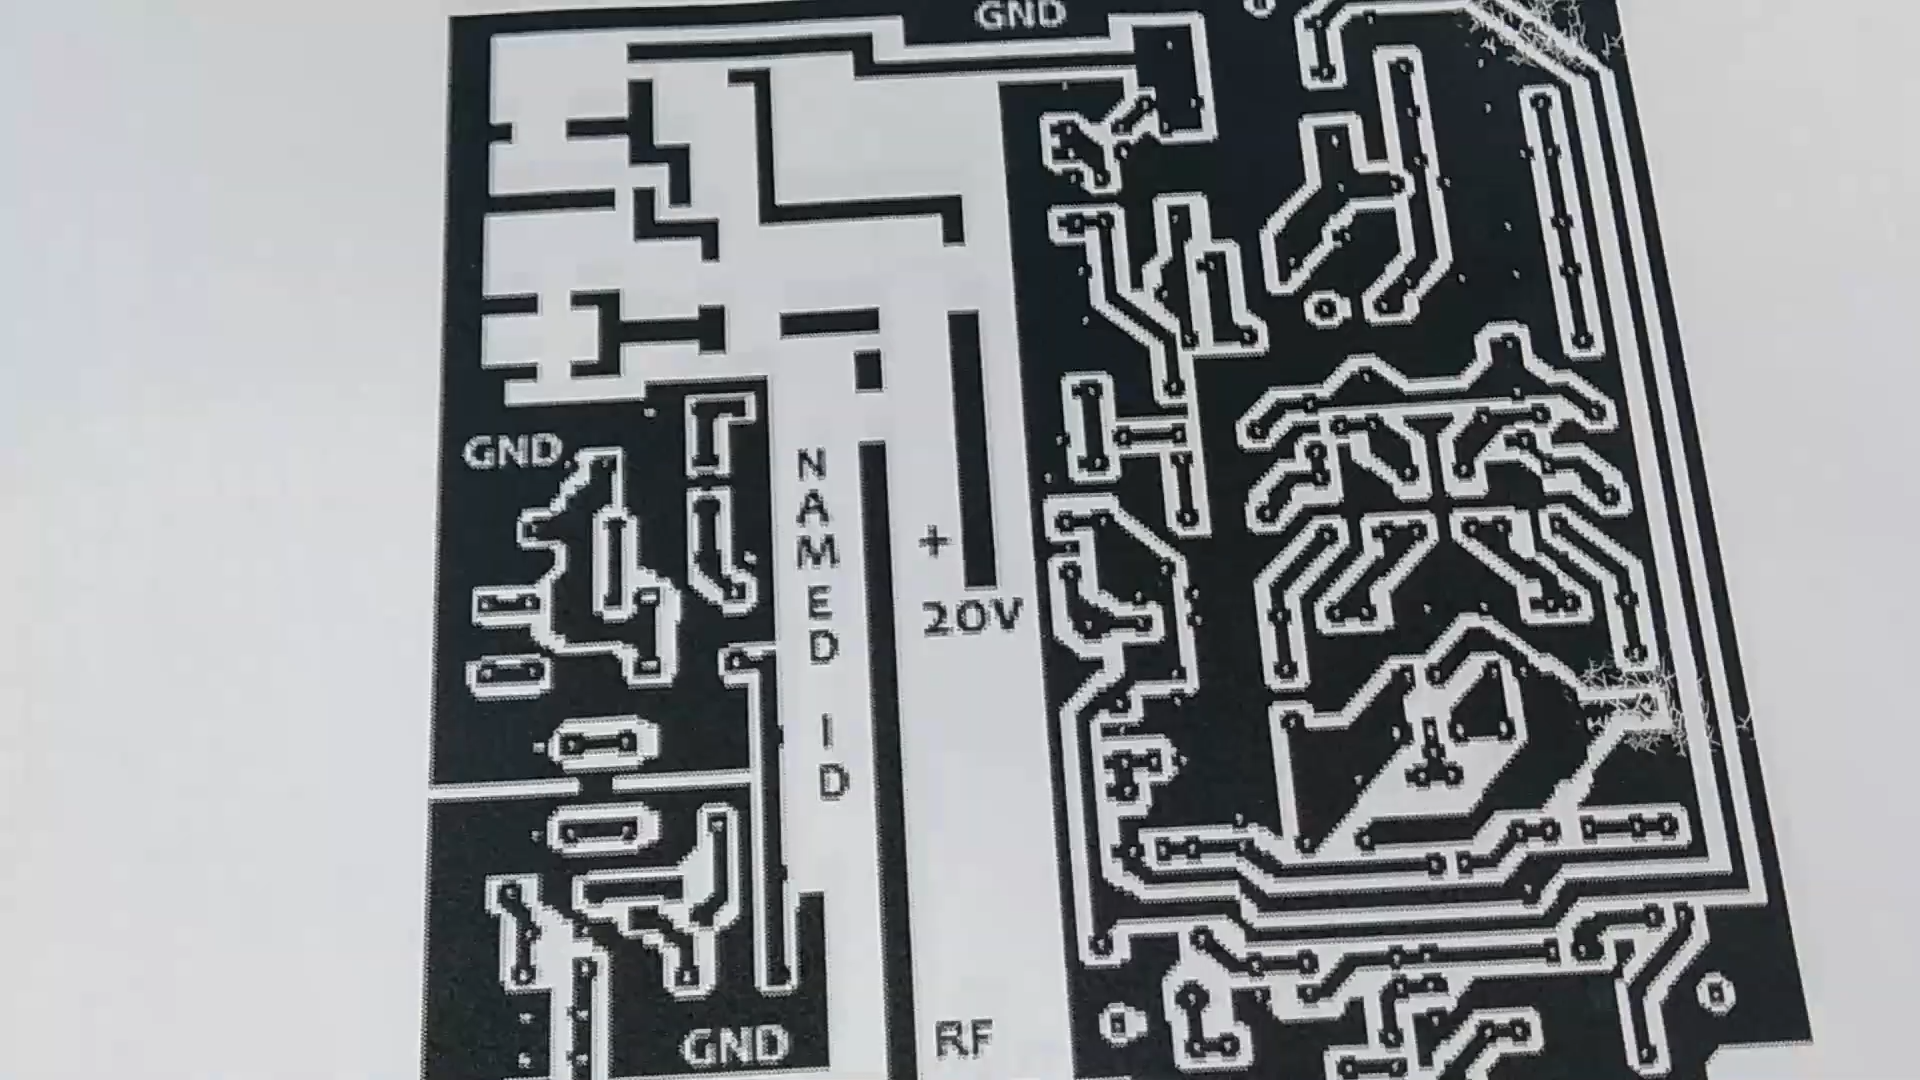 GND
GND
NAMED ID
+
20V
GND
RF